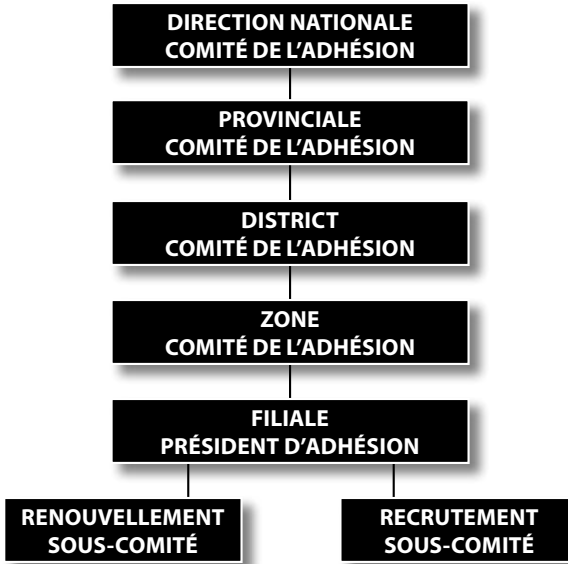 DIRECTION NATIONALE
COMITÉ DE L'ADHÉSION
PROVINCIALE
COMITÉ DE L'ADHÉSION
DISTRICT
COMITÉ DE L'ADHÉSION
ZONE
COMITÉ DE L'ADHÉSION
FILIALE
PRÉSIDENT D'ADHÉSION
RENOUVELLEMENT
SOUS-COMITÉ
RECRUTEMENT
SOUS-COMITÉ